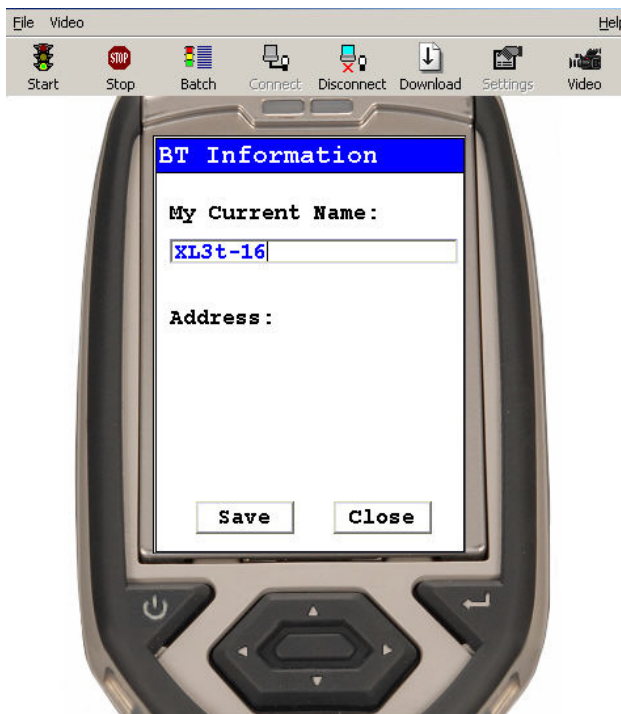 File Video Help
STOP
Start Stop Batch Connect Disconnect Download Settings Video
BT Information
My Current Name:
XL3t-16
Address:
Save Close